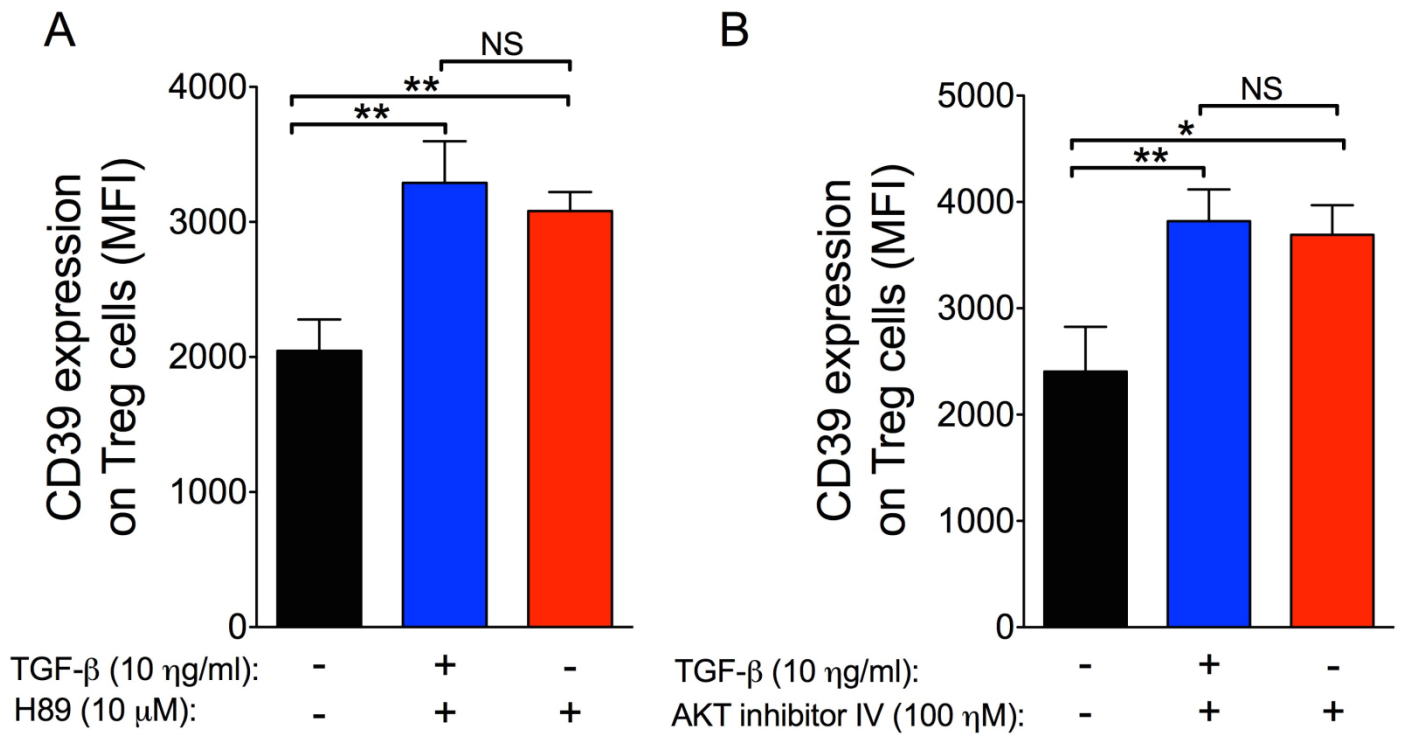 A
CD39 expression
on Treg cells (MFI)
4000
3000
2000
1000
0
NS
**
**
TGF-β (10 ηg/ml): - + -
H89 (10 μM): - + +
B
CD39 expression
on Treg cells (MFI)
5000
4000
3000
2000
1000
0
NS
*
**
TGF-β (10 ηg/ml): - + -
AKT inhibitor IV (100 ηM): - + +